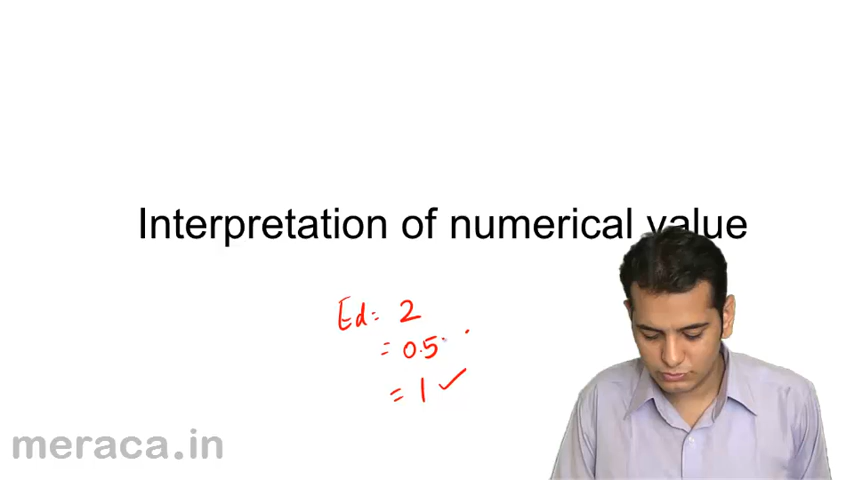 Interpretation of numerical value
Ed= 2
= 0.5
= 1 ✓
meraca.in